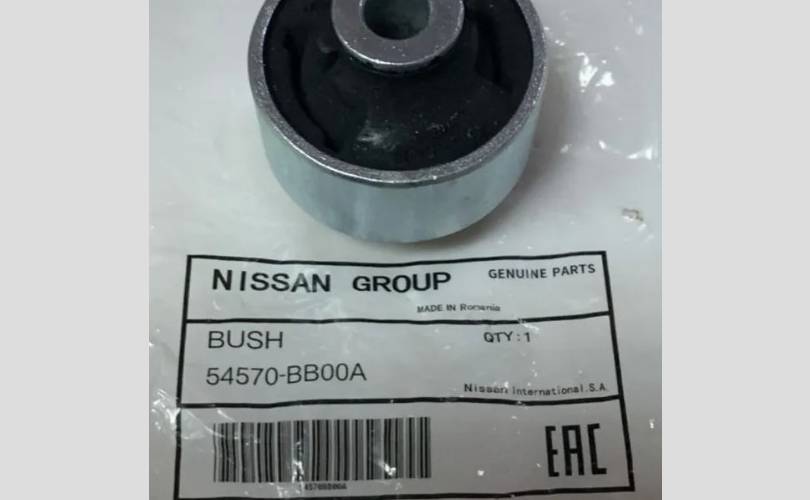 NISSAN GROUP GENUINE PARTS
MADE IN Romania
BUSH QTY:1
54570-BB00A
Nissan International.S.A.
EAC